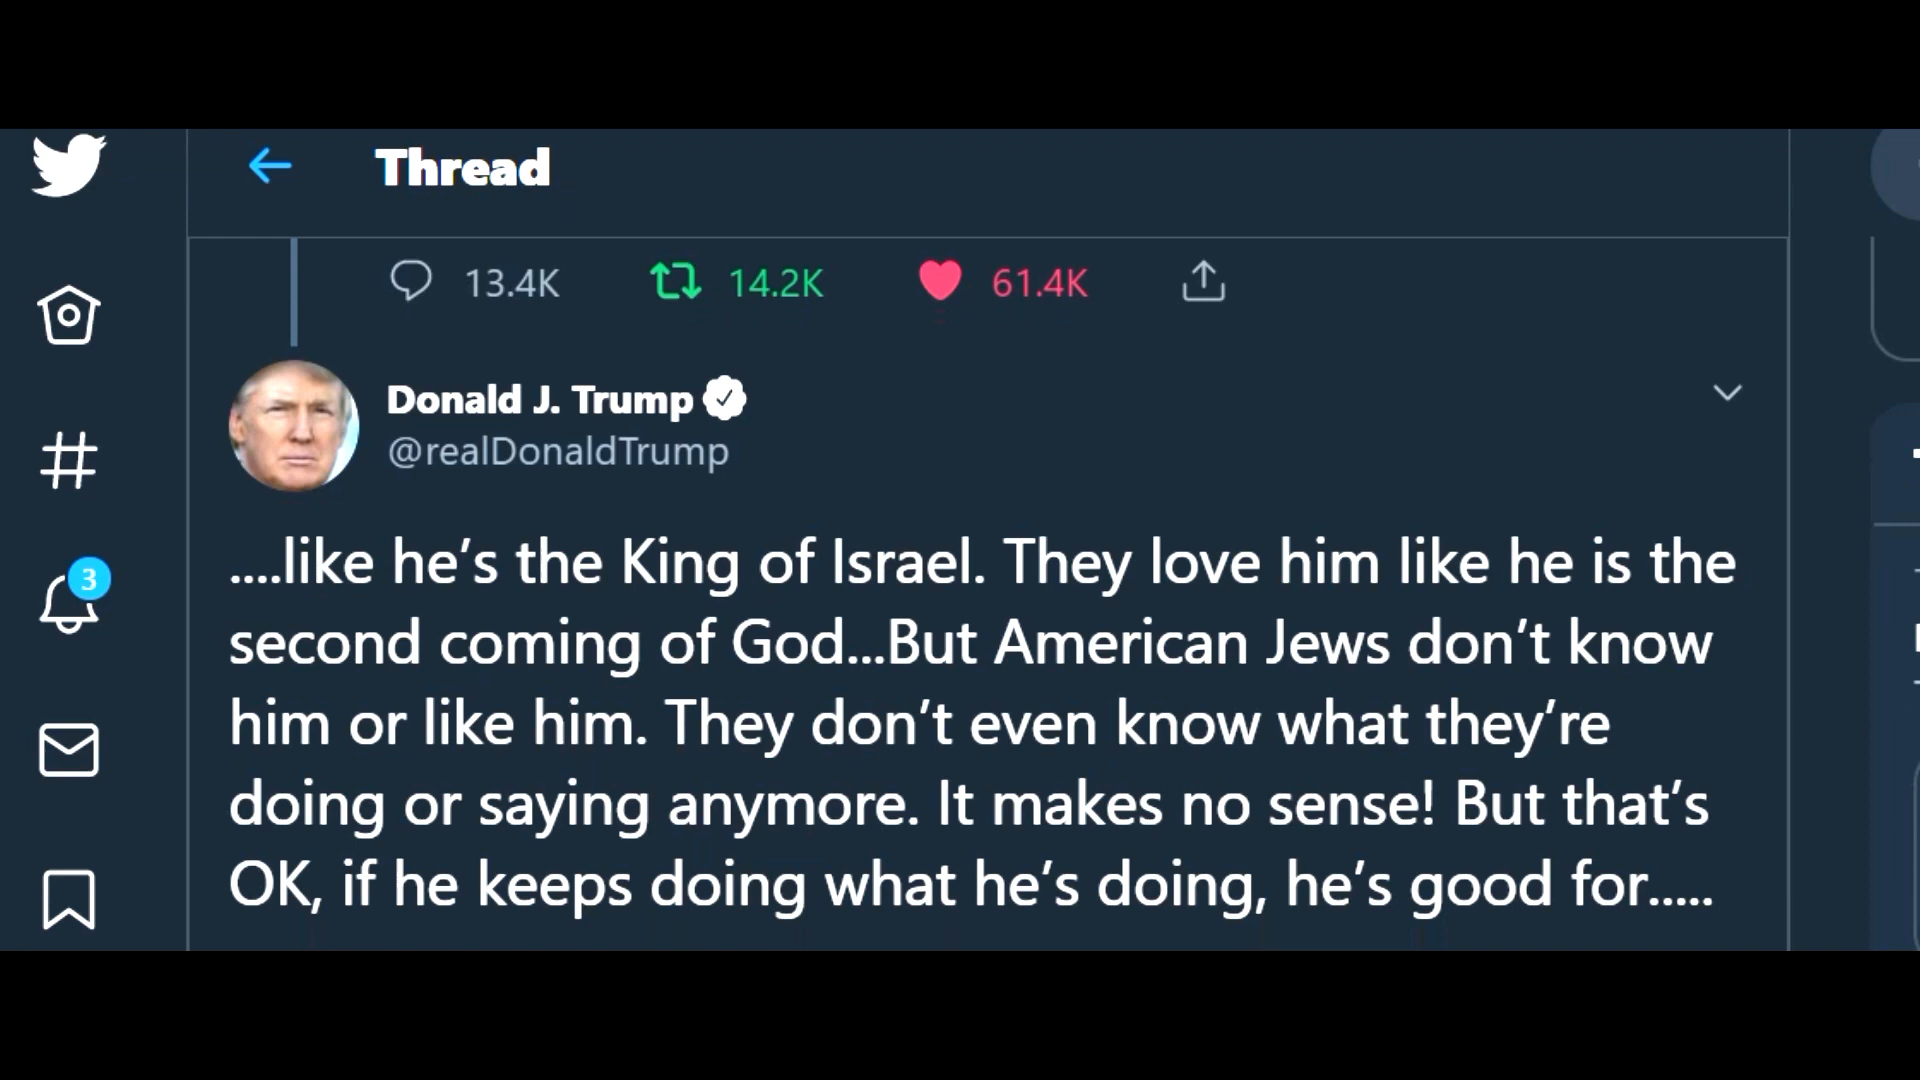 Thread
13.4K 14.2K 61.4K
Donald J. Trump
@realDonaldTrump
....like he’s the King of Israel. They love him like he is the
second coming of God...But American Jews don’t know
him or like him. They don’t even know what they’re
doing or saying anymore. It makes no sense! But that’s
OK, if he keeps doing what he’s doing, he’s good for.....
3